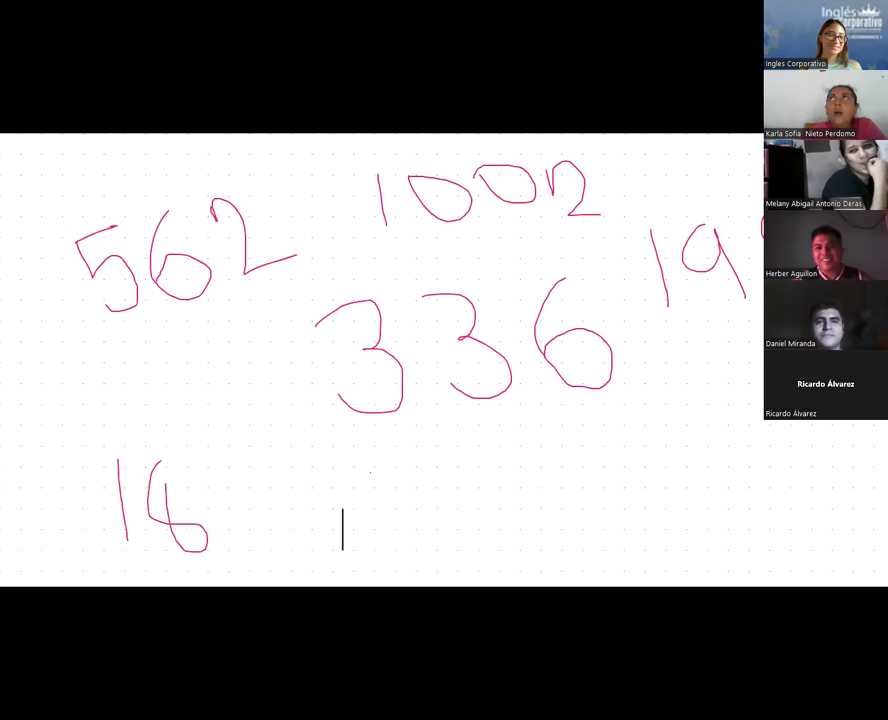 Inglés
Corporativo
Ingles Corporativo
Karla Sofia Nieto Perdomo
Melany Abigail Antonio Deras
Herber Aguillon
Daniel Miranda
Ricardo Álvarez
Ricardo Álvarez
1002
562
19
336
18